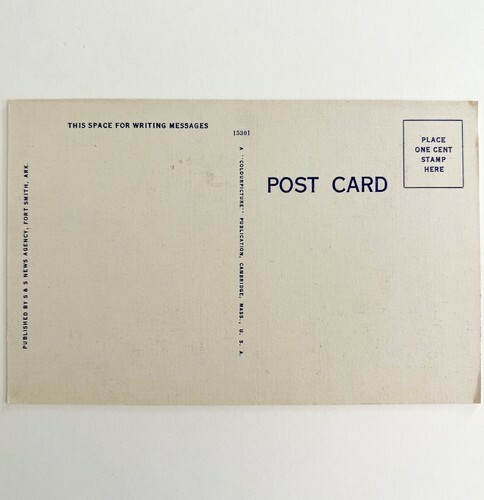 THIS SPACE FOR WRITING MESSAGES
15301
PLACE
ONE CENT
STAMP
HERE
POST CARD
PUBLISHED BY S & S NEWS AGENCY, FORT SMITH, ARK.
A "COLOURPICTURE" PUBLICATION, CAMBRIDGE, MASS., U. S. A.